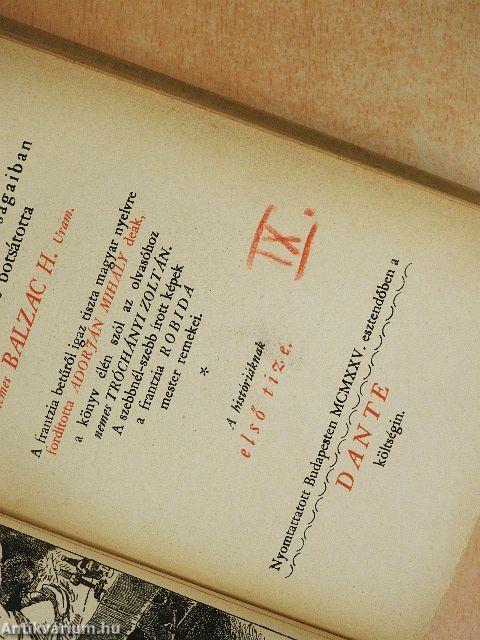 ságaiban
botsátotta
nemes BALZAC H. Uram.
A frantzia betűről igaz tiszta magyar nyelvre
fordította ADORJÁN MIHÁLY deák,
a könyv élén szól az olvasóhoz
nemes TRÓCHÁNYI ZOLTÁN.
A szebbnél-szebb irott képek
a frantzia ROBIDA
mester remekei.
*
IX.
A históriáknak
első tize.
Nyomtattatott Budapesten MCMXXV. esztendőben a
DANTE
költségin.
Antikvárium.hu